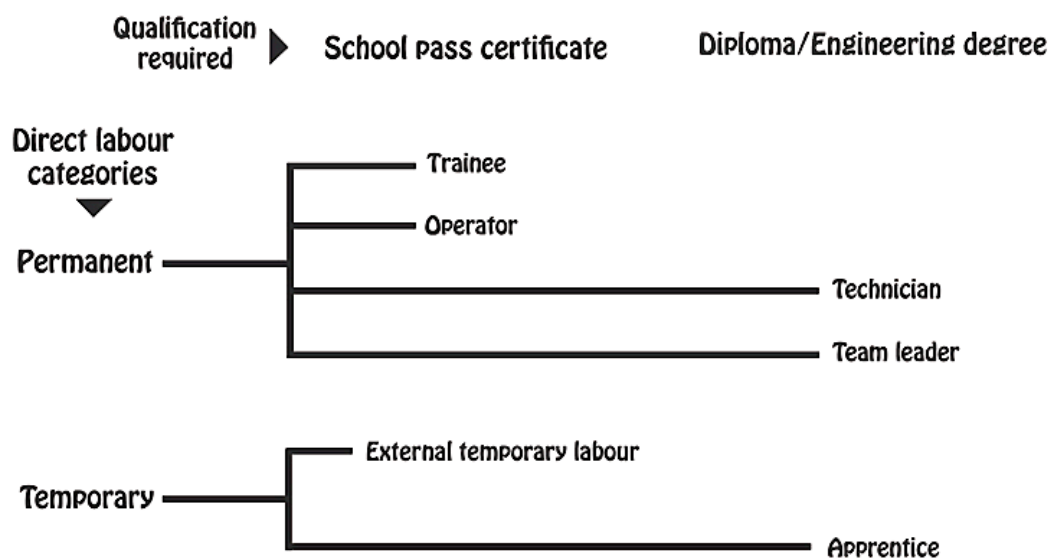 Qualification
required
School pass certificate
Diploma/Engineering degree
Direct labour
categories
Trainee
Operator
Permanent
Technician
Team leader
External temporary labour
Temporary
Apprentice